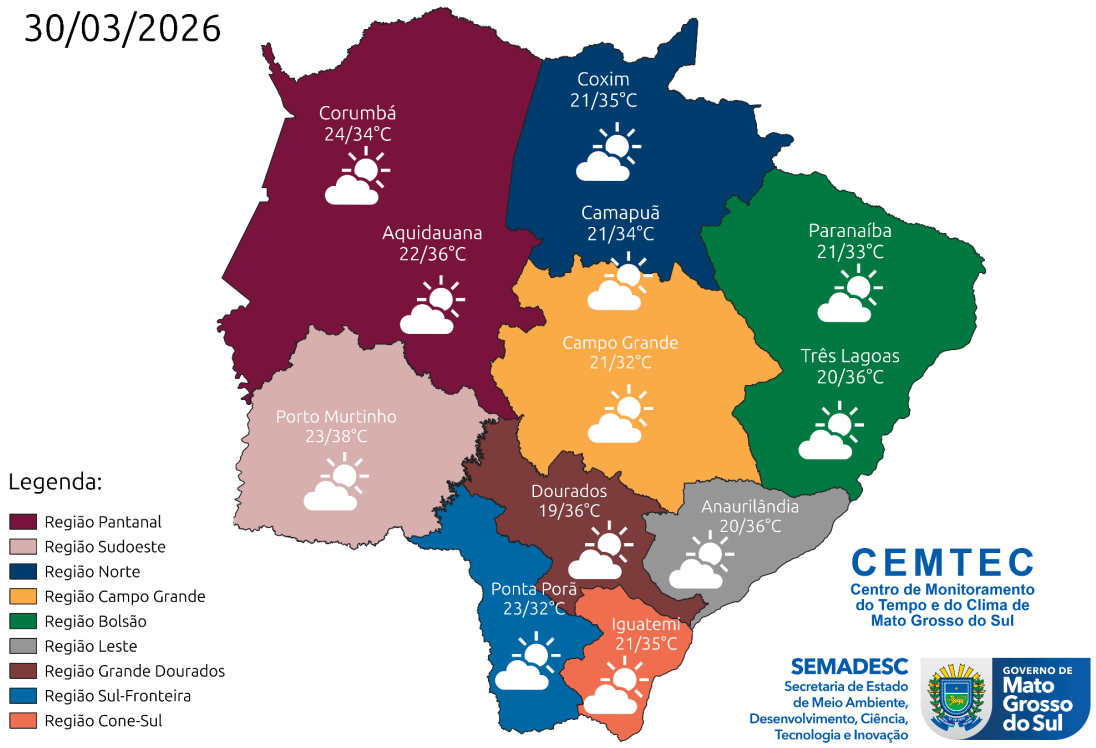 30/03/2026
Coxim
21/35°C
Corumbá
24/34°C
Camapuã
21/34°C
Aquidauana
22/36°C
Paranaíba
21/33°C
Campo Grande
21/32°C
Três Lagoas
20/36°C
Porto Murtinho
23/38°C
Dourados
19/36°C
Anaurilândia
20/36°C
Ponta Porã
23/32°C
Iguatemi
21/35°C
Legenda:
Região Pantanal
Região Sudoeste
Região Norte
Região Campo Grande
Região Bolsão
Região Leste
Região Grande Dourados
Região Sul-Fronteira
Região Cone-Sul
CEMTEC
Centro de Monitoramento
do Tempo e do Clima de
Mato Grosso do Sul
SEMADESC
Secretaria de Estado
de Meio Ambiente,
Desenvolvimento, Ciência,
Tecnologia e Inovação
GOVERNO DE
Mato
Grosso
do Sul